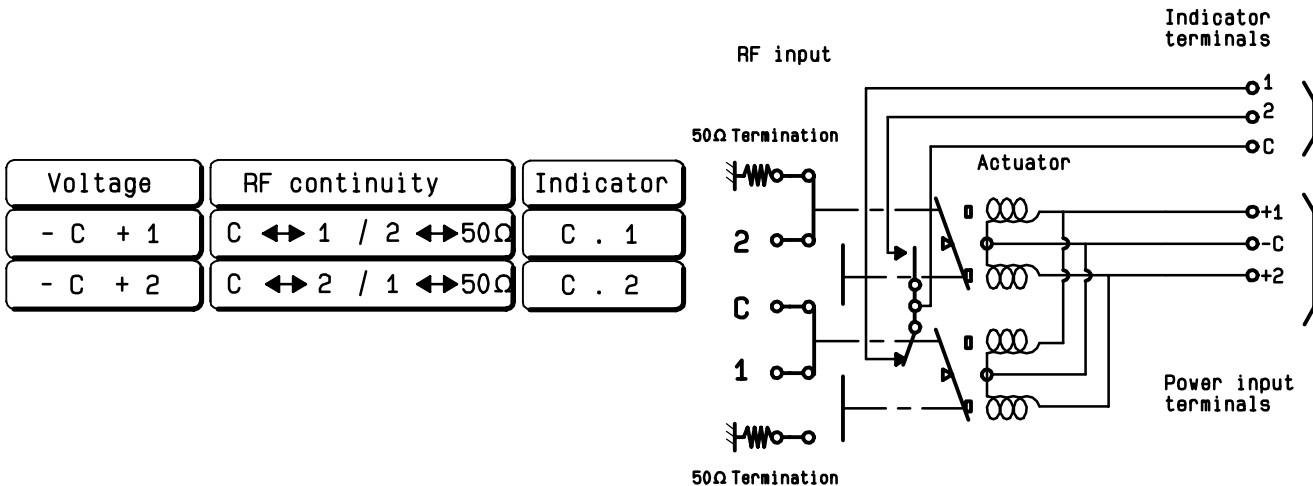 Voltage RF continuity Indicator
- C + 1 C ↔ 1 / 2 ↔ 50Ω C . 1
- C + 2 C ↔ 2 / 1 ↔ 50Ω C . 2
RF input
Indicator
terminals
1
2
C
50Ω Termination
Actuator
2
C
1
50Ω Termination
+1
-C
+2
Power input
terminals